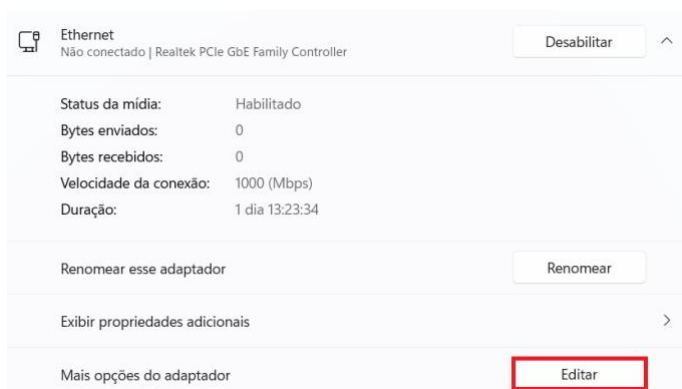 Ethernet
Desabilitar
Não conectado | Realtek PCIe GbE Family Controller
Status da mídia: Habilitado
Bytes enviados: 0
Bytes recebidos: 0
Velocidade da conexão: 1000 (Mbps)
Duração: 1 dia 13:23:34
Renomear esse adaptador Renomear
Exibir propriedades adicionais
Mais opções do adaptador Editar